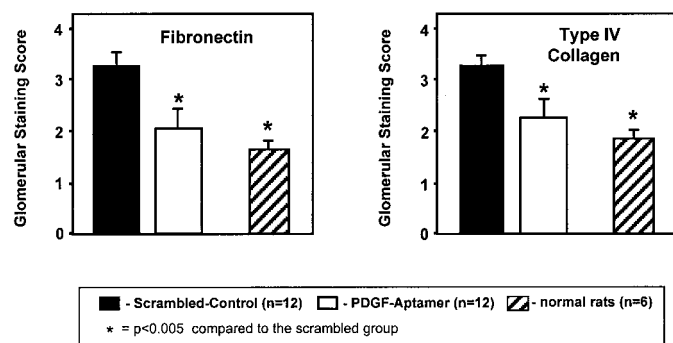 Fibronectin
Glomerular Staining Score
4
3
2
1
0
*
*
Type IV
Collagen
Glomerular Staining Score
4
3
2
1
0
*
*
- Scrambled-Control (n=12) - PDGF-Aptamer (n=12) - normal rats (n=6)
* = p<0.005 compared to the scrambled group